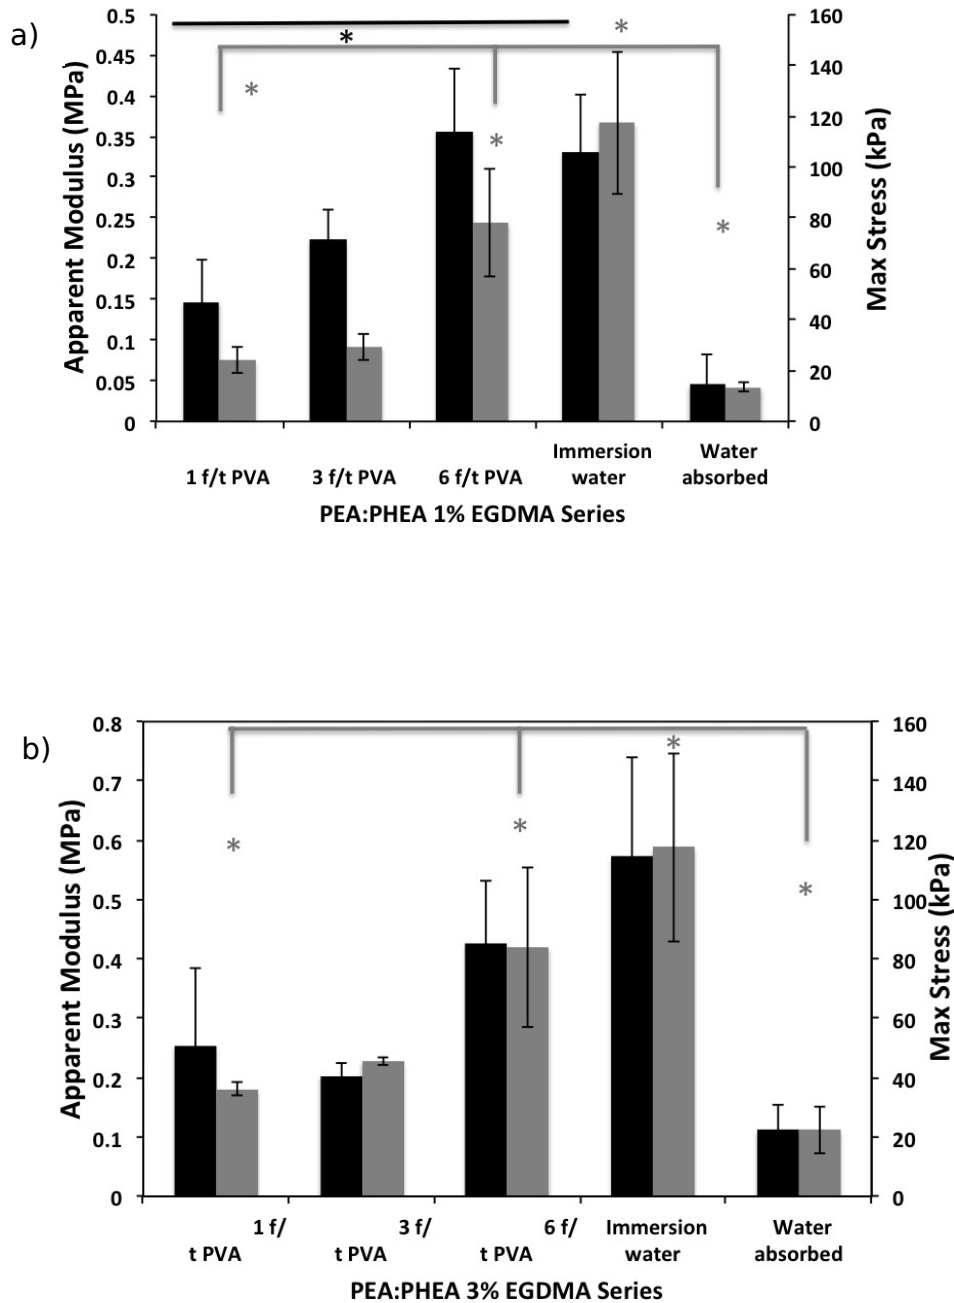 a)
Apparent Modulus (MPa)
0.5
0.45
0.4
0.35
0.3
0.25
0.2
0.15
0.1
0.05
0
*
*
*
*
*
160
140
120
100
80
60
40
20
0
Max Stress (kPa)
1 f/t PVA
3 f/t PVA
6 f/t PVA
Immersion
water
Water
absorbed
PEA:PHEA 1% EGDMA Series
b)
Apparent Modulus (MPa)
0.8
0.7
0.6
0.5
0.4
0.3
0.2
0.1
0
*
*
*
*
160
140
120
100
80
60
40
20
0
Max Stress (kPa)
1 f/
t PVA
3 f/
t PVA
6 f/
t PVA
Immersion
water
Water
absorbed
PEA:PHEA 3% EGDMA Series